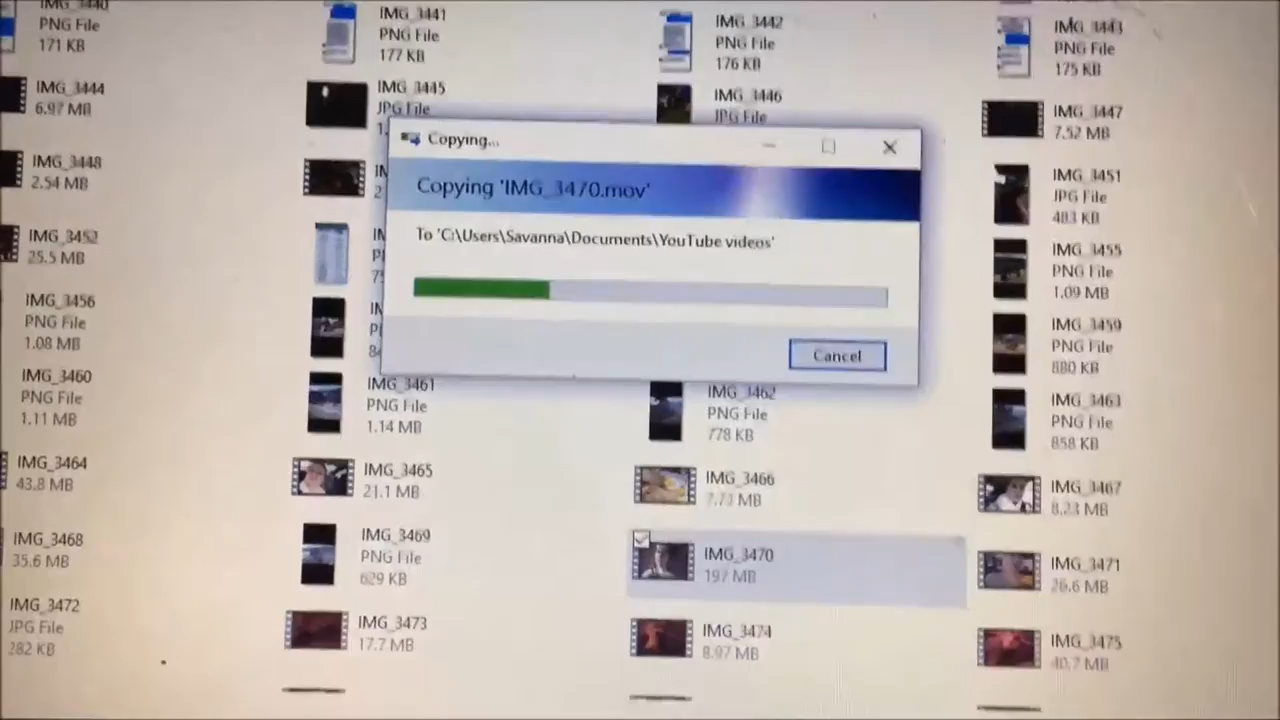 IMG_3440
PNG File
171 KB
IMG_3441
PNG File
177 KB
IMG_3442
PNG File
176 KB
IMG_3443
PNG File
175 KB
IMG_3444
6.97 MB
IMG_3445
JPG File
IMG_3446
JPG File
IMG_3447
7.52 MB
Copying...
Copying 'IMG_3470.mov'
To 'C:\Users\Savanna\Documents\YouTube videos'
Cancel
IMG_3448
2.54 MB
IMG_3451
JPG File
483 KB
IMG_3452
25.5 MB
IMG_3455
PNG File
1.09 MB
IMG_3456
PNG File
1.08 MB
IMG_3459
PNG File
880 KB
IMG_3460
PNG File
1.11 MB
IMG_3461
PNG File
1.14 MB
IMG_3462
PNG File
778 KB
IMG_3463
PNG File
858 KB
IMG_3464
43.8 MB
IMG_3465
21.1 MB
IMG_3466
7.73 MB
IMG_3467
8.23 MB
IMG_3468
35.6 MB
IMG_3469
PNG File
629 KB
IMG_3470
197 MB
IMG_3471
26.6 MB
IMG_3472
JPG File
282 KB
IMG_3473
17.7 MB
IMG_3474
8.97 MB
IMG_3475
40.7 MB